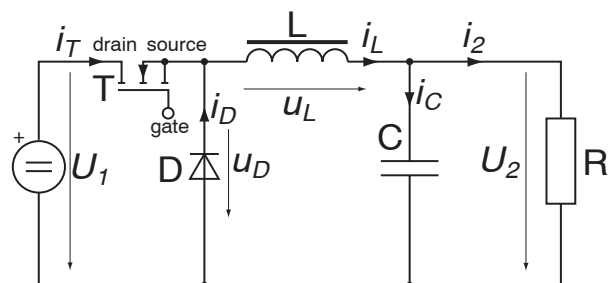 i_T drain source L i_L i_2
T
gate i_D u_L i_C
+
U_1 D u_D C U_2 R